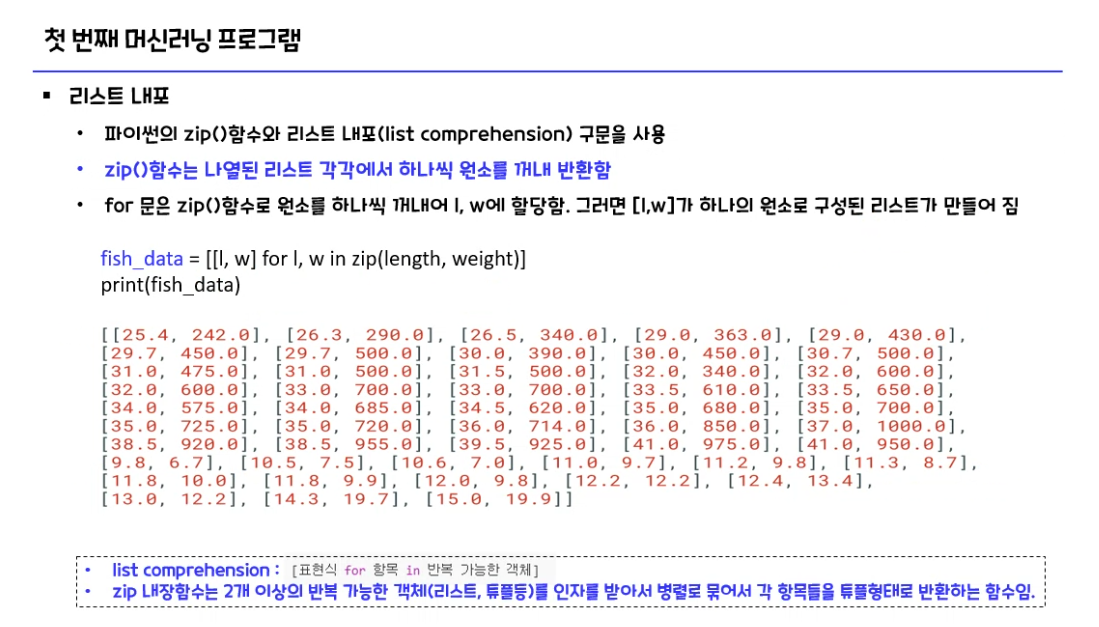 첫 번째 머신러닝 프로그램
▪ 리스트 내포
• 파이썬의 zip()함수와 리스트 내포(list comprehension) 구문을 사용
• zip()함수는 나열된 리스트 각각에서 하나씩 원소를 꺼내 반환함
• for 문은 zip()함수로 원소를 하나씩 꺼내어 l, w에 할당함. 그러면 [l,w]가 하나의 원소로 구성된 리스트가 만들어 짐
fish_data = [[l, w] for l, w in zip(length, weight)]
print(fish_data)
[[25.4, 242.0], [26.3, 290.0], [26.5, 340.0], [29.0, 363.0], [29.0, 430.0],
[29.7, 450.0], [29.7, 500.0], [30.0, 390.0], [30.0, 450.0], [30.7, 500.0],
[31.0, 475.0], [31.0, 500.0], [31.5, 500.0], [32.0, 340.0], [32.0, 600.0],
[32.0, 600.0], [33.0, 700.0], [33.0, 700.0], [33.5, 610.0], [33.5, 650.0],
[34.0, 575.0], [34.0, 685.0], [34.5, 620.0], [35.0, 680.0], [35.0, 700.0],
[35.0, 725.0], [35.0, 720.0], [36.0, 714.0], [36.0, 850.0], [37.0, 1000.0],
[38.5, 920.0], [38.5, 955.0], [39.5, 925.0], [41.0, 975.0], [41.0, 950.0],
[9.8, 6.7], [10.5, 7.5], [10.6, 7.0], [11.0, 9.7], [11.2, 9.8], [11.3, 8.7],
[11.8, 10.0], [11.8, 9.9], [12.0, 9.8], [12.2, 12.2], [12.4, 13.4],
[13.0, 12.2], [14.3, 19.7], [15.0, 19.9]]
• list comprehension : [표현식 for 항목 in 반복 가능한 객체]
• zip 내장함수는 2개 이상의 반복 가능한 객체(리스트, 튜플등)를 인자를 받아서 병렬로 묶어서 각 항목들을 튜플형태로 반환하는 함수임.